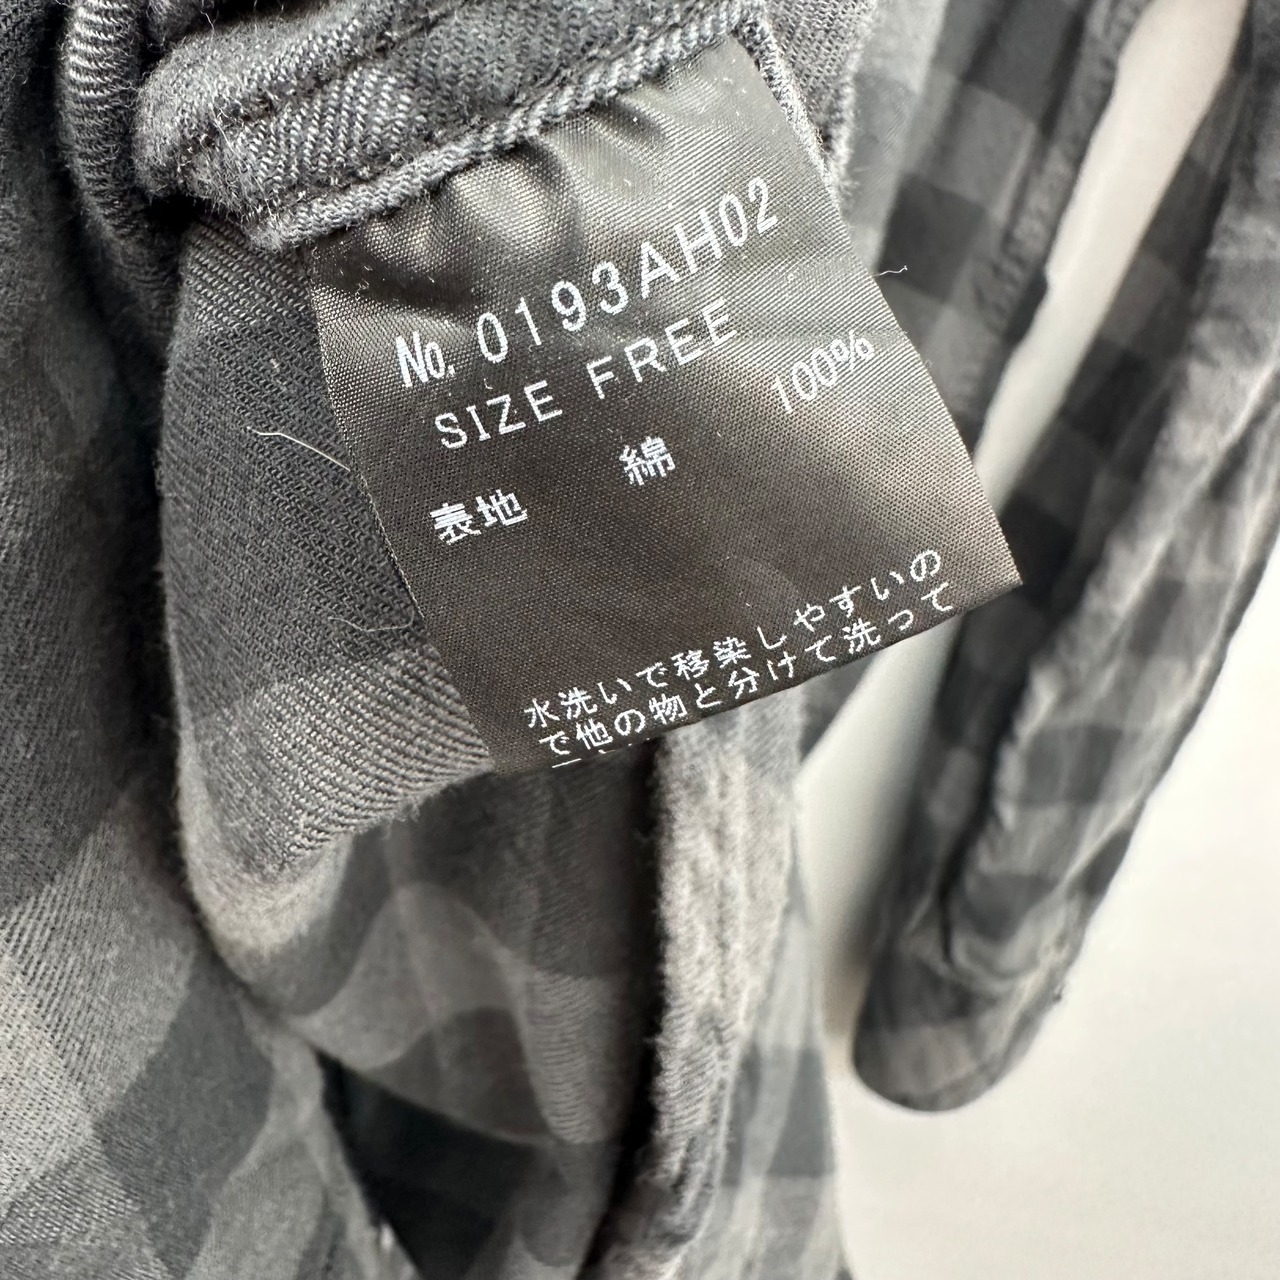 No. 0193AH02
SIZE FREE
表地 綿 100%
水洗いで移染しやすいの
で他の物と分けて洗って